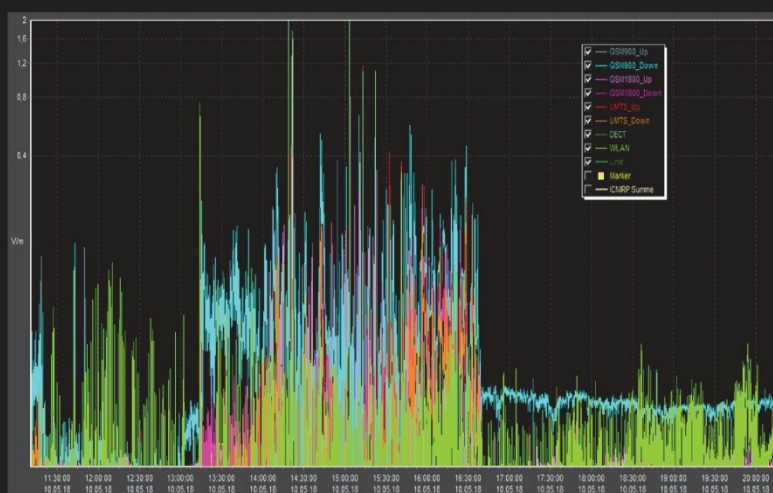 2
1,6
1,2
0,8
0,4
V/m
GSM900_Up
GSM900_Down
GSM1800_Up
GSM1800_Down
UMTS_Up
UMTS_Down
DECT
WLAN
Limit
Marker
ICNIRP Summe
11:30:00 12:00:00 12:30:00 13:00:00 13:30:00 14:00:00 14:30:00 15:00:00 15:30:00 16:00:00 16:30:00 17:00:00 17:30:00 18:00:00 18:30:00 19:00:00 19:30:00 20:00:00
10.05.18 10.05.18 10.05.18 10.05.18 10.05.18 10.05.18 10.05.18 10.05.18 10.05.18 10.05.18 10.05.18 10.05.18 10.05.18 10.05.18 10.05.18 10.05.18 10.05.18 10.05.18